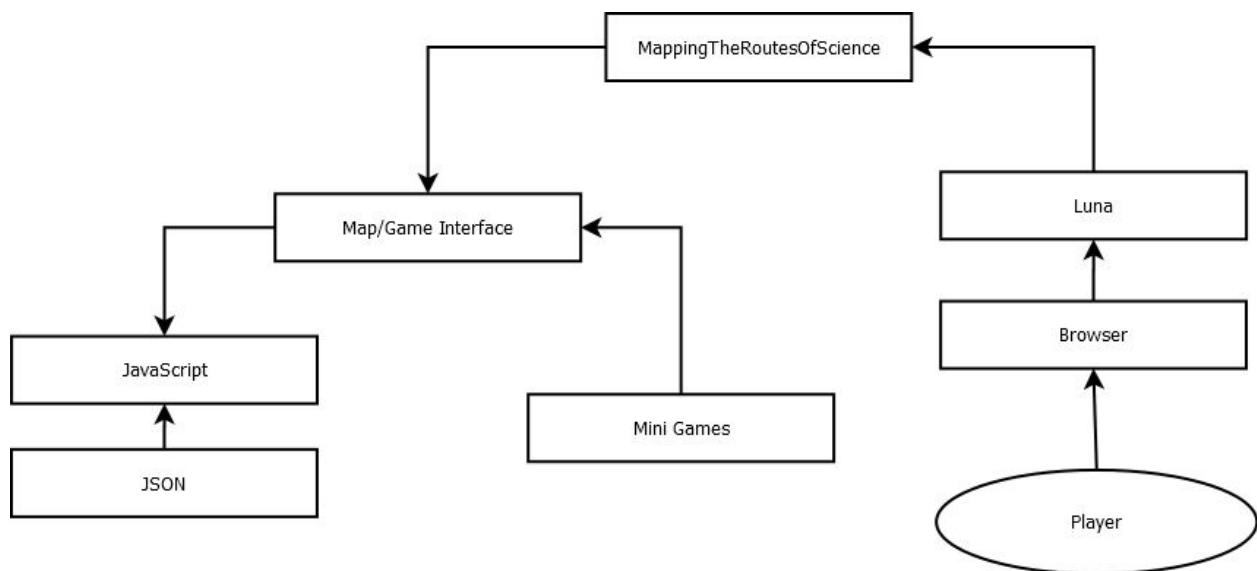 MappingTheRoutesOfScience
Luna
Map/Game Interface
Browser
JavaScript
Mini Games
JSON
Player